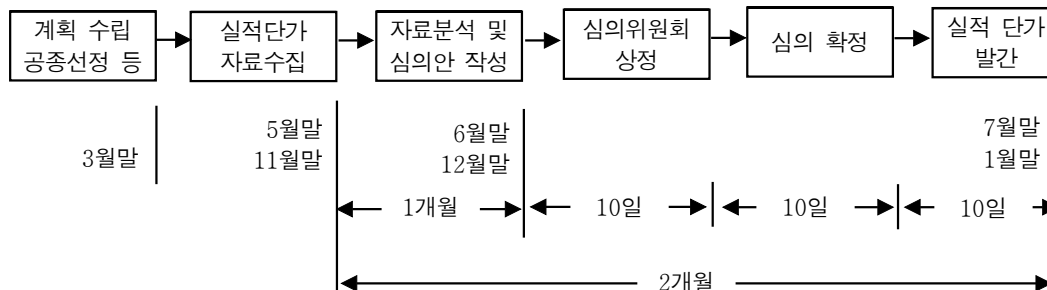 계획 수립
공종선정 등
실적단가
자료수집
자료분석 및
심의안 작성
심의위원회
상정
심의 확정
실적 단가
발간
3월말
5월말
11월말
6월말
12월말
7월말
1월말
1개월
10일
10일
10일
2개월